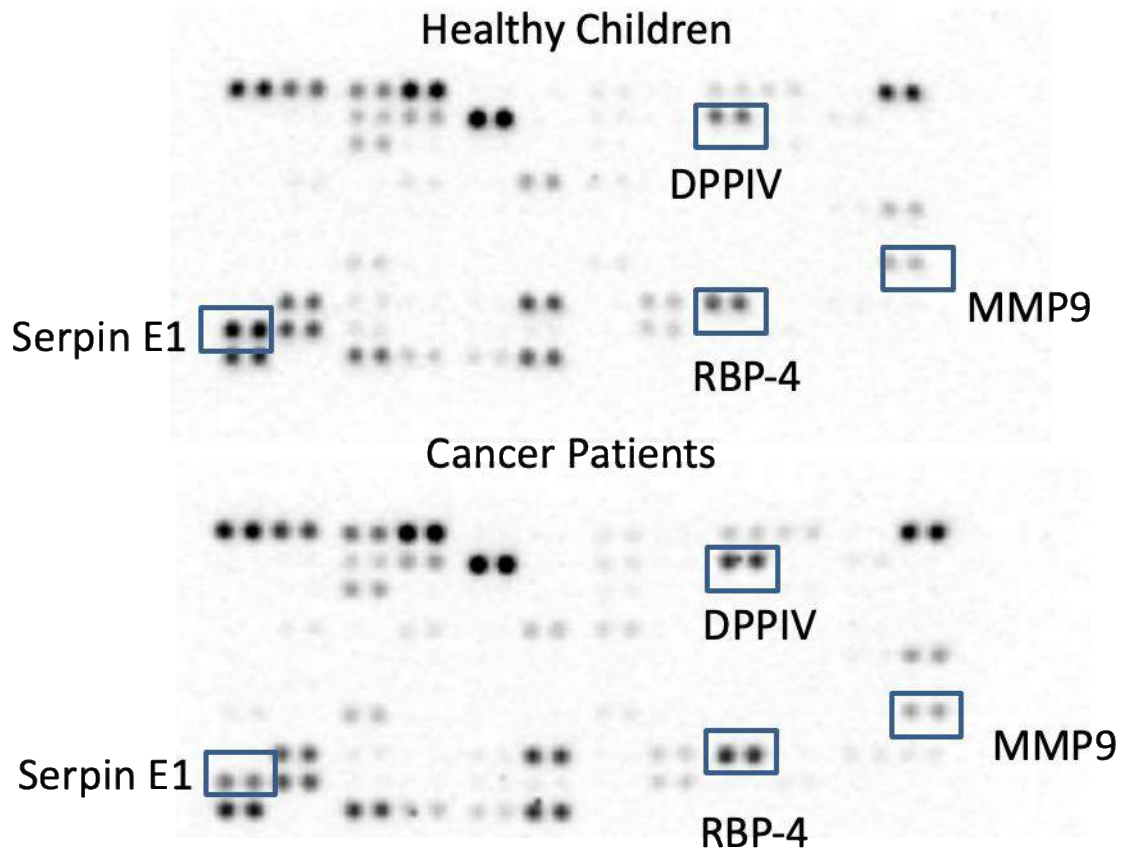 Healthy Children
DPPIV
MMP9
Serpin E1
RBP-4
Cancer Patients
DPPIV
MMP9
Serpin E1
RBP-4